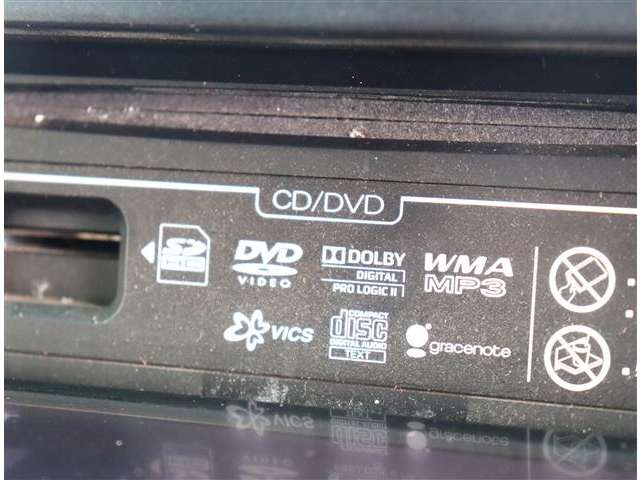 CD/DVD
SD HC
DVD VIDEO
DOLBY
DIGITAL
PRO LOGIC II
WMA
MP3
VICS
COMPACT
disc
DIGITAL AUDIO
TEXT
gracenote